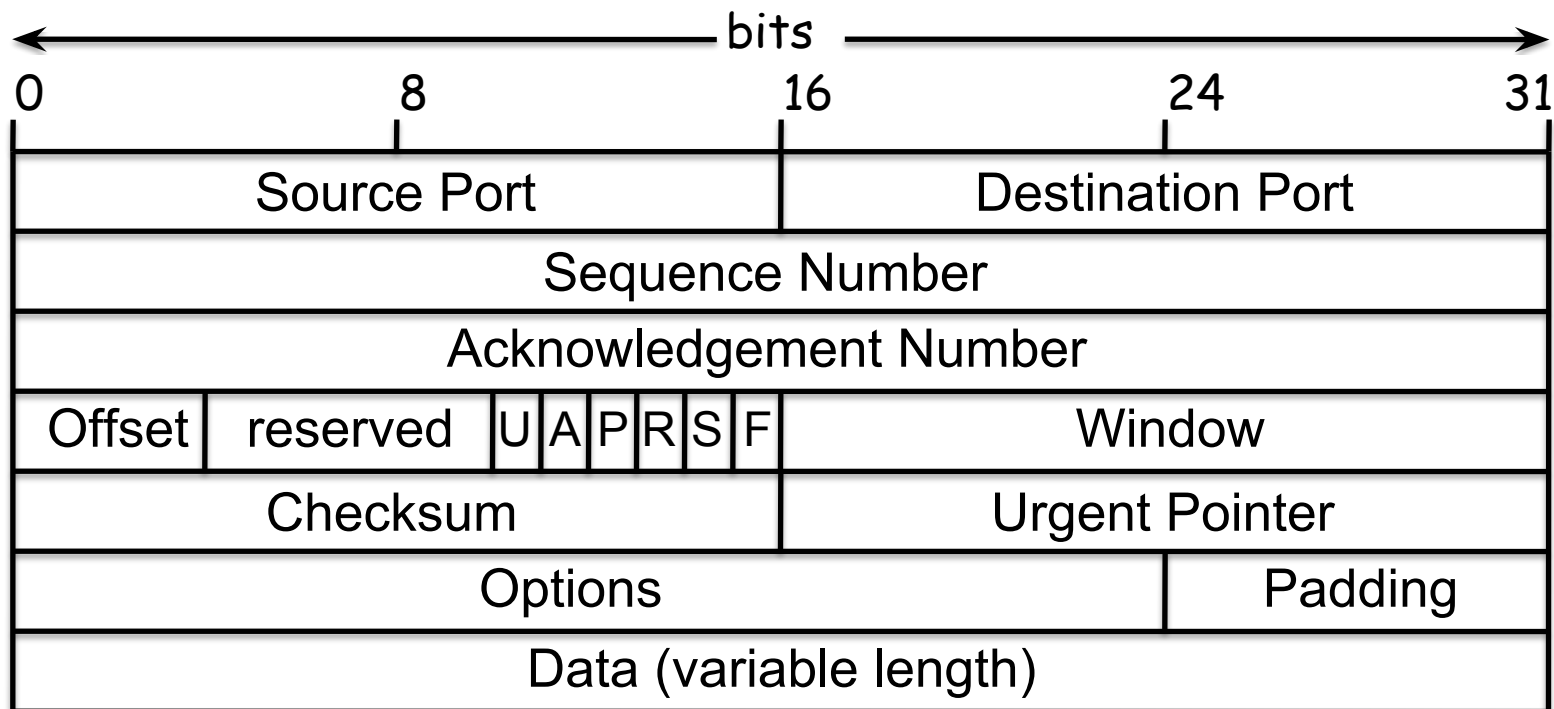 bits
0 8 16 24 31
Source Port Destination Port
Sequence Number
Acknowledgement Number
Offset reserved U A P R S F Window
Checksum Urgent Pointer
Options Padding
Data (variable length)